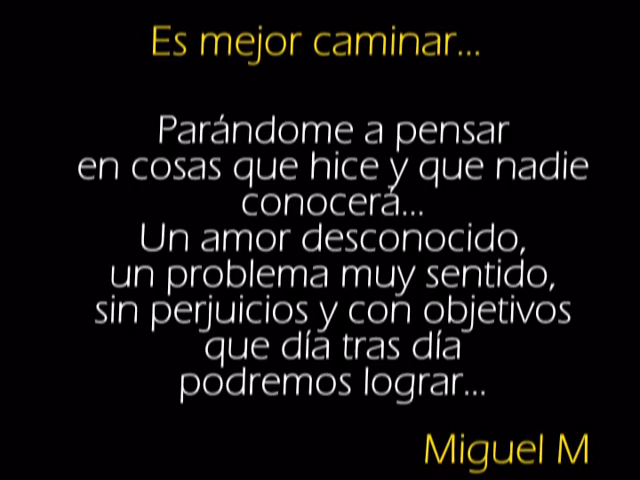 Es mejor caminar...
Parándome a pensar
en cosas que hice y que nadie
conocerá...
Un amor desconocido,
un problema muy sentido,
sin perjuicios y con objetivos
que día tras día
podremos lograr...
Miguel M